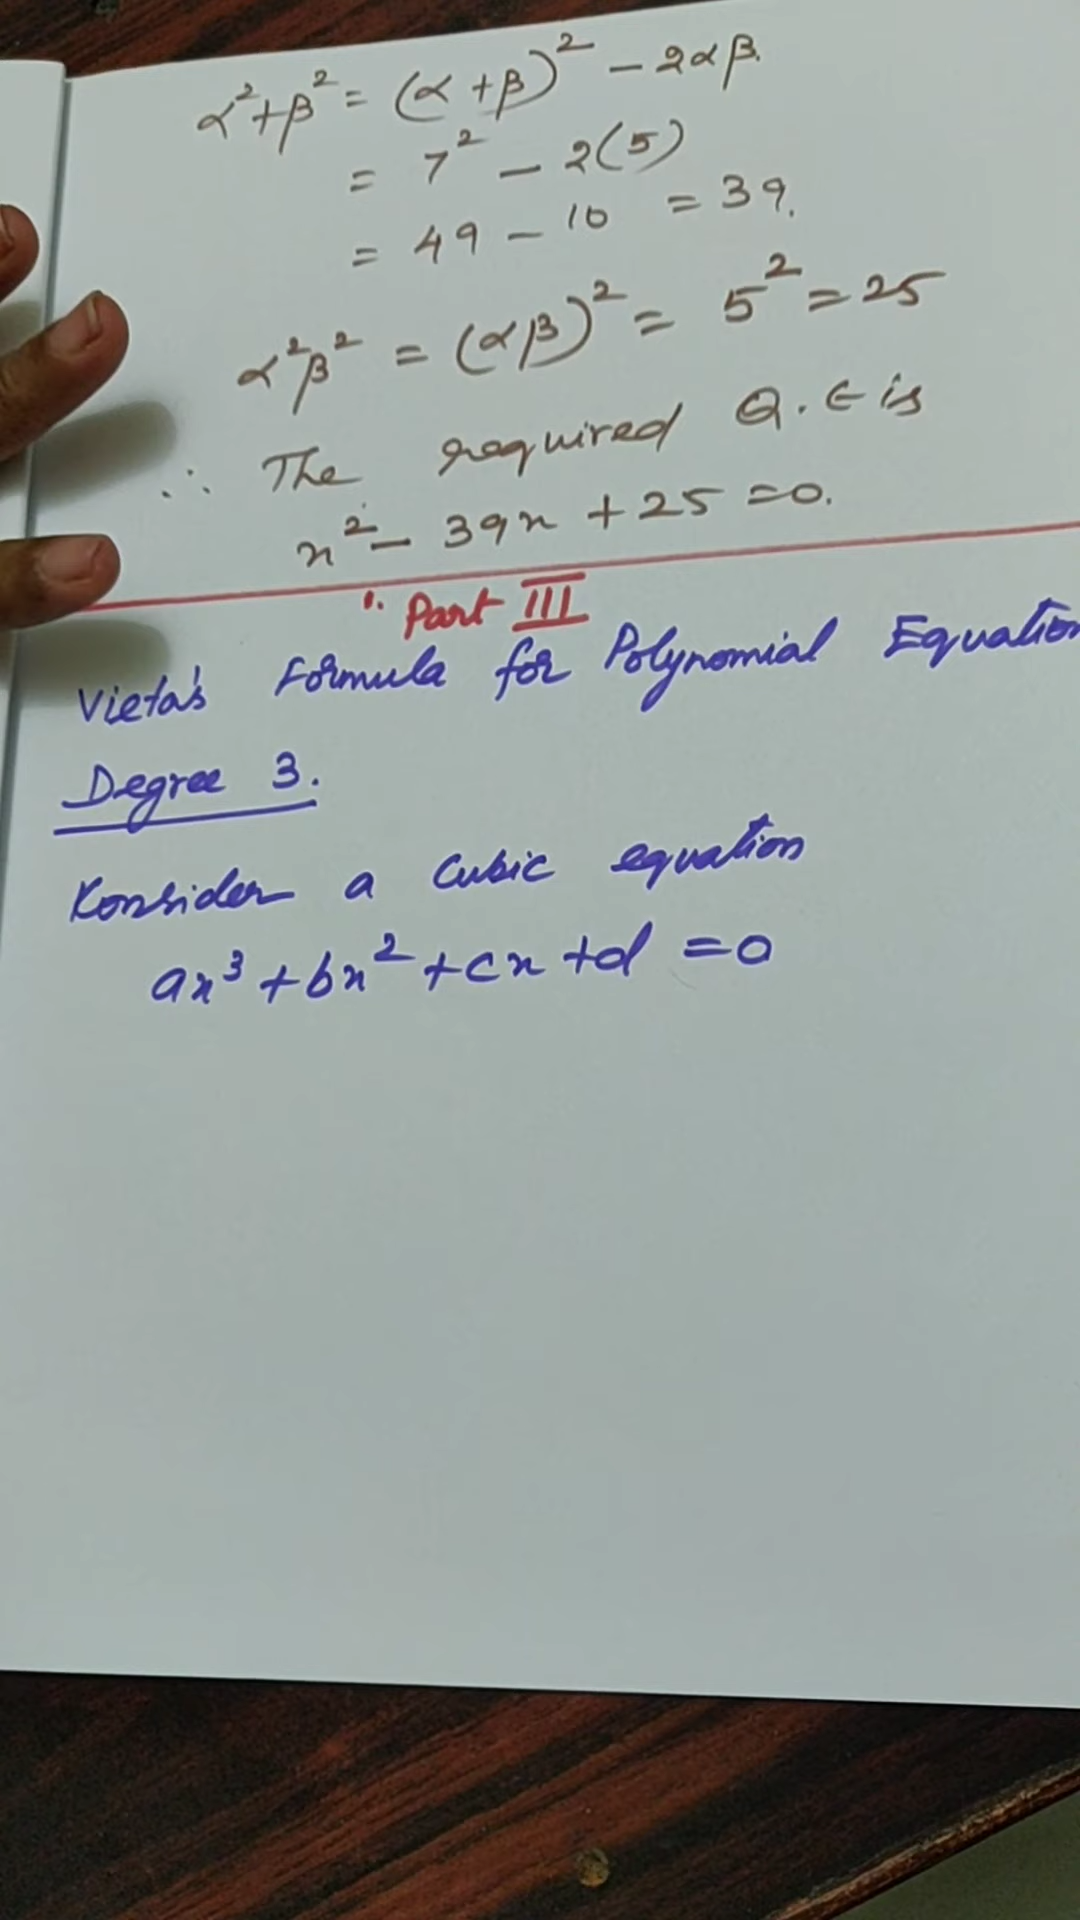 α²+β² = (α+β)² - 2αβ.
= 7² - 2(5)
= 49 - 10 = 39.
α²β² = (αβ)² = 5² = 25
∴ The required Q.E is
x² - 39x + 25 = 0.
Part III
Vieta's Formula for Polynomial Equation
Degree 3.
Consider a Cubic equation
ax³ + bx² + cx + d = 0